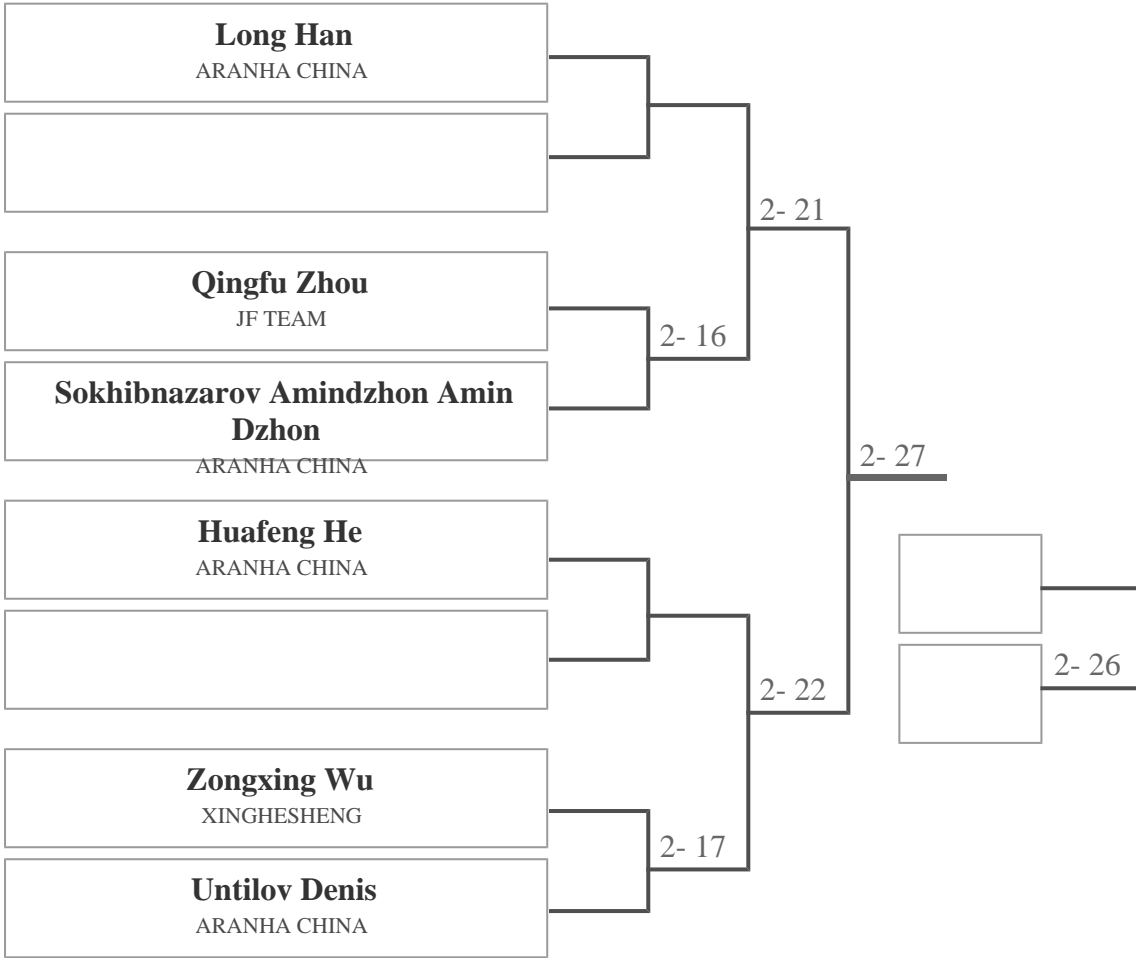 Long Han
ARANHA CHINA
2- 21
Qingfu Zhou
JF TEAM
2- 16
Sokhibnazarov Amindzhon Amin
Dzhon
ARANHA CHINA
2- 27
Huafeng He
ARANHA CHINA
2- 26
2- 22
Zongxing Wu
XINGHESHENG
2- 17
Untilov Denis
ARANHA CHINA